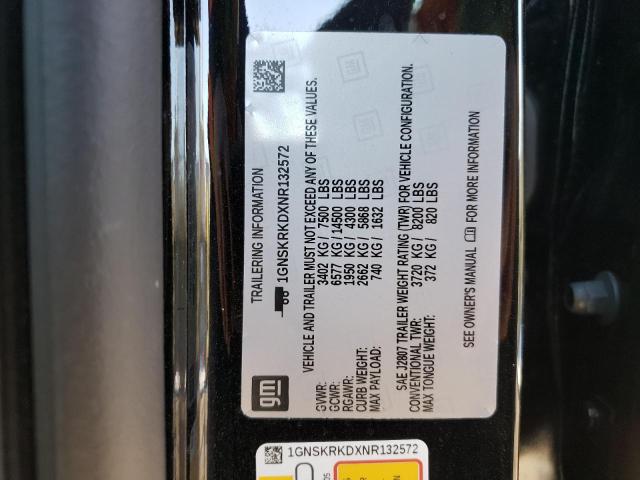 gm
TRAILERING INFORMATION
1GNSKRKDXNR132572
VEHICLE AND TRAILER MUST NOT EXCEED ANY OF THESE VALUES.
GVWR: 3402 KG / 7500 LBS
GCWR: 6577 KG / 14500 LBS
RGAWR: 1950 KG / 4300 LBS
CURB WEIGHT: 2662 KG / 5868 LBS
MAX PAYLOAD: 740 KG / 1632 LBS
SAE J2807 TRAILER WEIGHT RATING (TWR) FOR VEHICLE CONFIGURATION.
CONVENTIONAL TWR: 3720 KG / 8200 LBS
MAX TONGUE WEIGHT: 372 KG / 820 LBS
SEE OWNER'S MANUAL FOR MORE INFORMATION
1GNSKRKDXNR132572